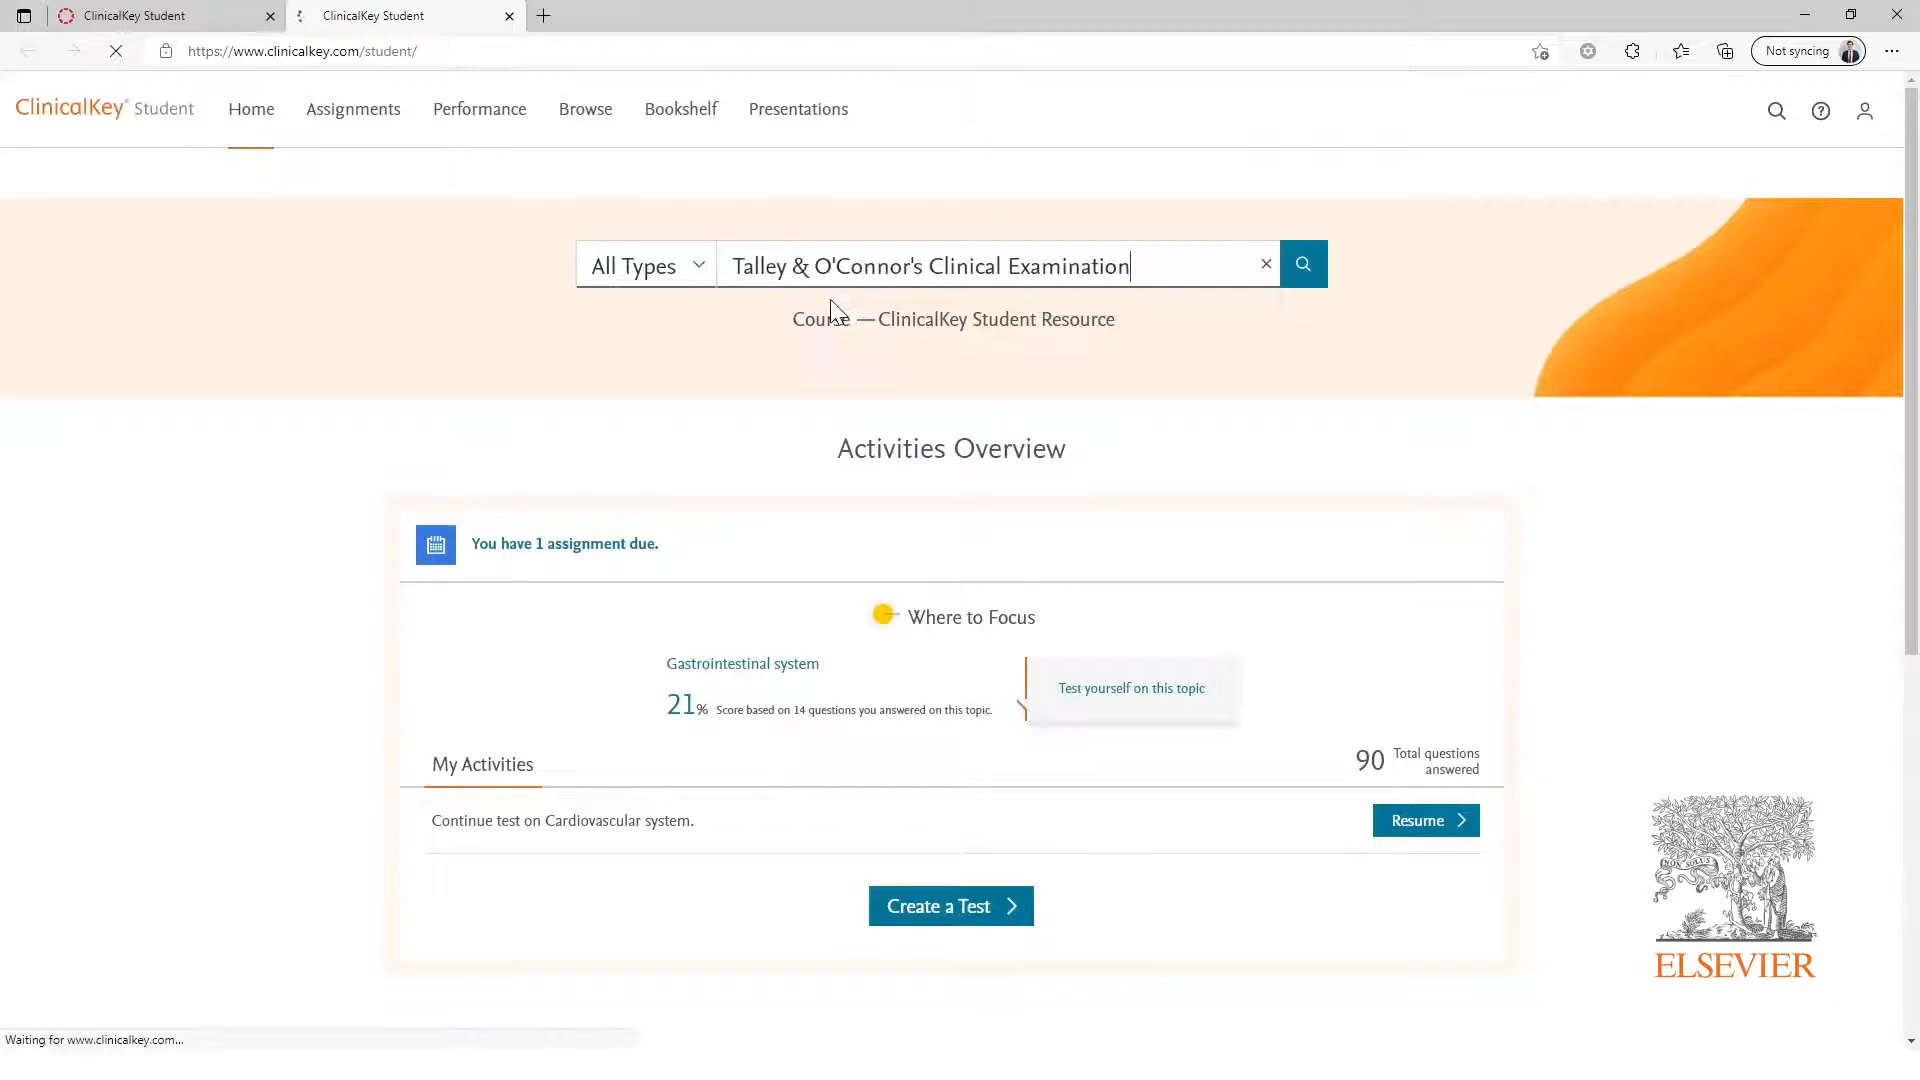 ClinicalKey Student
ClinicalKey Student
https://www.clinicalkey.com/student/
Not syncing
ClinicalKey® Student
Home
Assignments
Performance
Browse
Bookshelf
Presentations
All Types
Talley & O'Connor's Clinical Examination
Course — ClinicalKey Student Resource
Activities Overview
You have 1 assignment due.
Where to Focus
Gastrointestinal system
21% Score based on 14 questions you answered on this topic.
Test yourself on this topic
My Activities
90 Total questions
answered
Continue test on Cardiovascular system.
Resume
Create a Test
NON SOLUS
ELSEVIER
Waiting for www.clinicalkey.com...